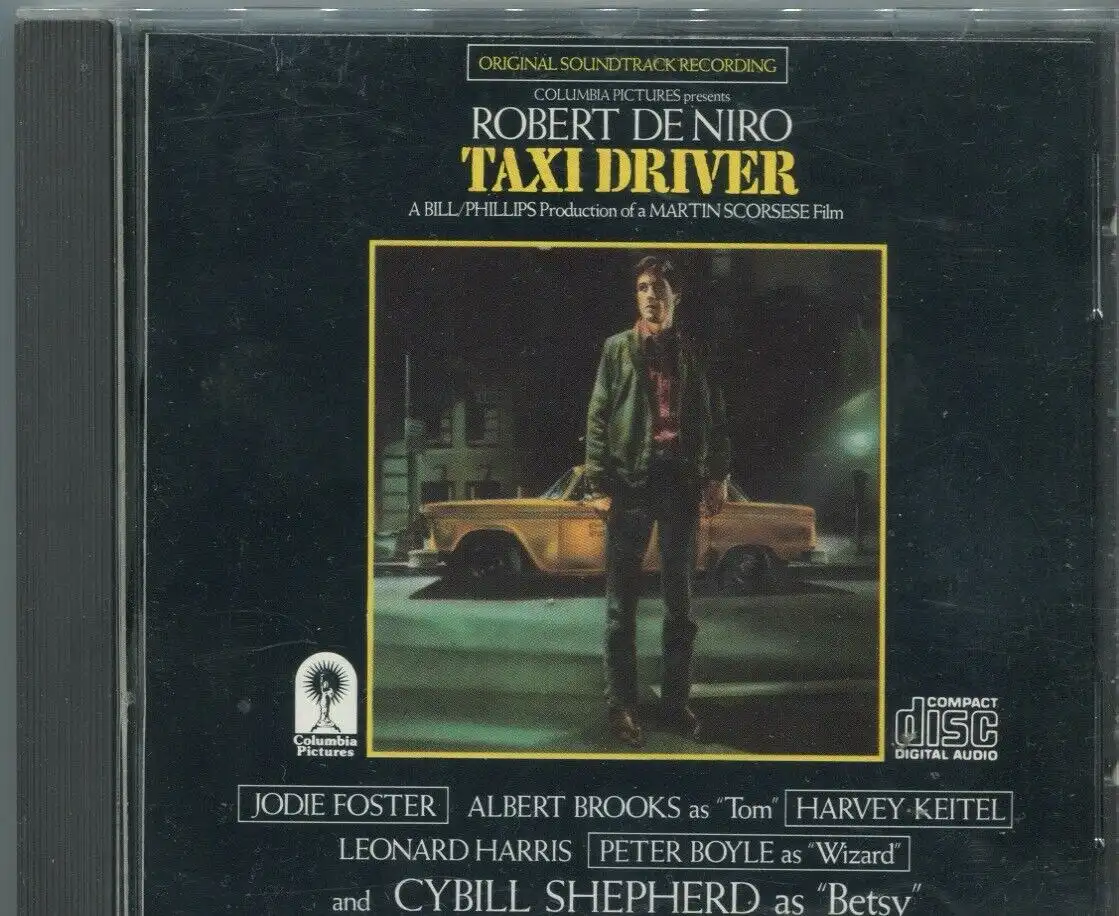 ORIGINAL SOUNDTRACK RECORDING
COLUMBIA PICTURES presents
ROBERT DE NIRO
TAXI DRIVER
A BILL/PHILLIPS Production of a MARTIN SCORSESE Film
Columbia
Pictures
COMPACT
disc
DIGITAL AUDIO
JODIE FOSTER ALBERT BROOKS as "Tom" HARVEY KEITEL
LEONARD HARRIS PETER BOYLE as "Wizard"
and CYBILL SHEPHERD as "Betsy"